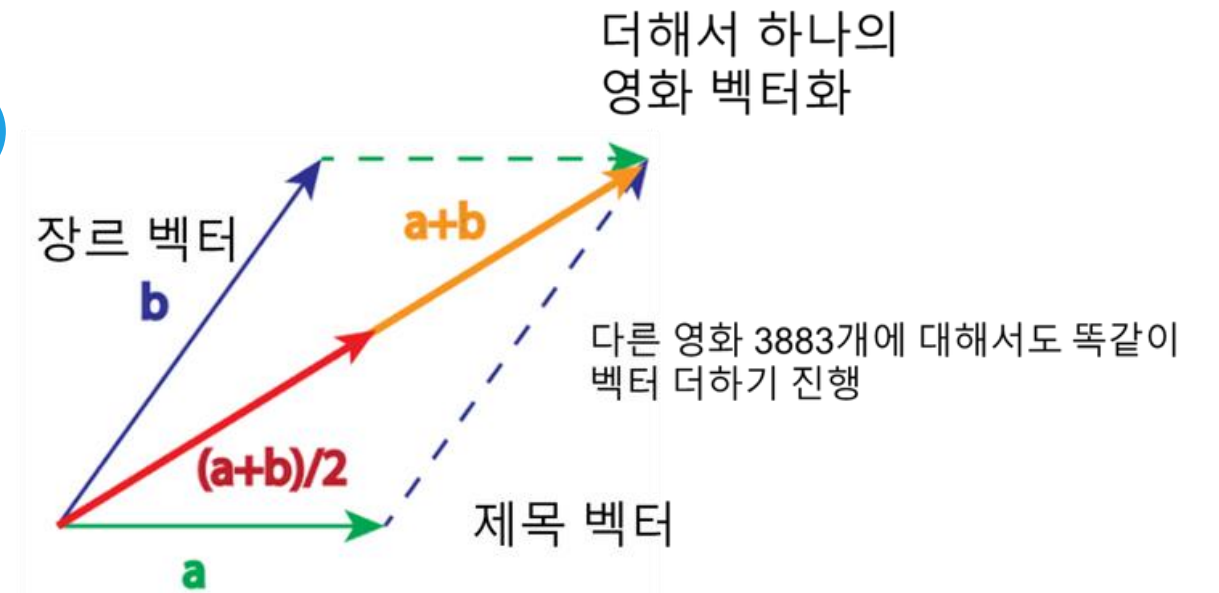 더해서 하나의
영화 벡터화
장르 벡터
a+b
b
다른 영화 3883개에 대해서도 똑같이
벡터 더하기 진행
(a+b)/2
제목 벡터
a